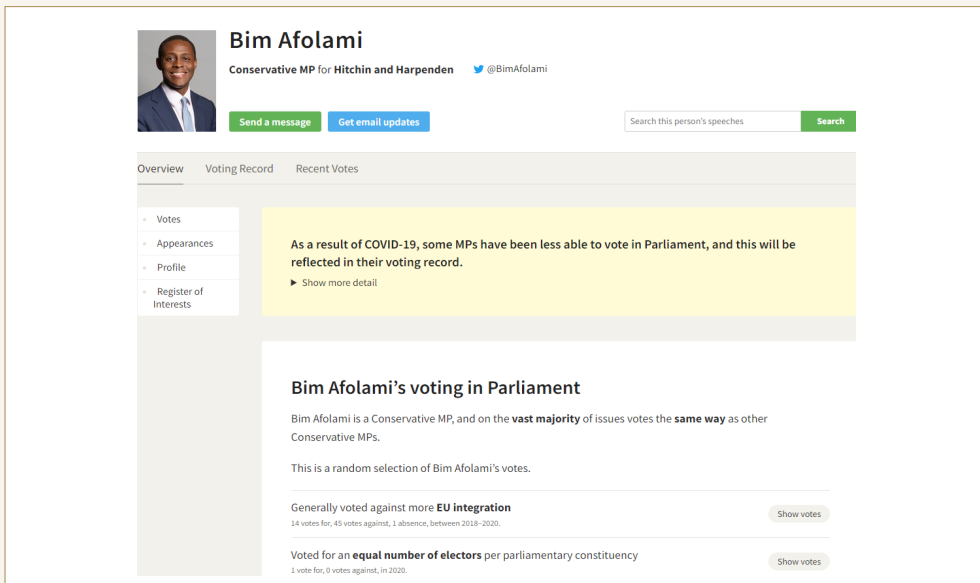 Bim Afolami
Conservative MP for Hitchin and Harpenden
@BimAfolami
Send a message
Get email updates
Search this person's speeches
Search
Overview
Voting Record
Recent Votes
Votes
Appearances
Profile
Register of
Interests
As a result of COVID-19, some MPs have been less able to vote in Parliament, and this will be
reflected in their voting record.
Show more detail
Bim Afolami’s voting in Parliament
Bim Afolami is a Conservative MP, and on the vast majority of issues votes the same way as other
Conservative MPs.
This is a random selection of Bim Afolami’s votes.
Generally voted against more EU integration
Show votes
14 votes for, 45 votes against, 1 absence, between 2018–2020.
Voted for an equal number of electors per parliamentary constituency
Show votes
1 vote for, 0 votes against, in 2020.